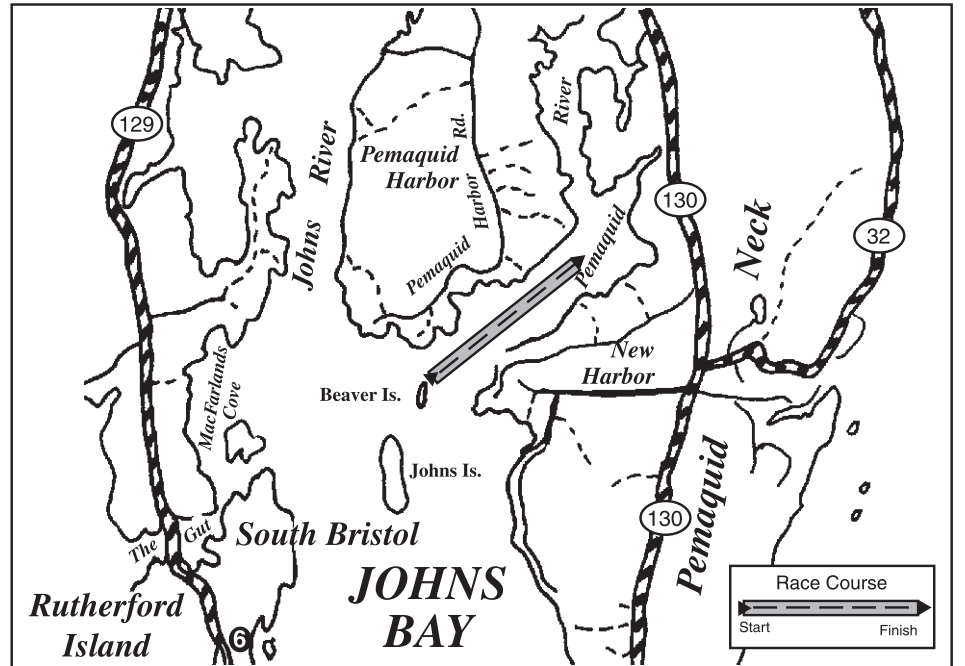 129
Johns
River
Pemaquid
Harbor
Rd.
Harbor
Pemaquid
River
Pemaquid
130
Neck
32
MacFarlands
Cove
Beaver Is.
New
Harbor
Johns Is.
South Bristol
The Gut
130
Pemaquid
Rutherford
Island
JOHNS
BAY
6
Race Course
Start
Finish